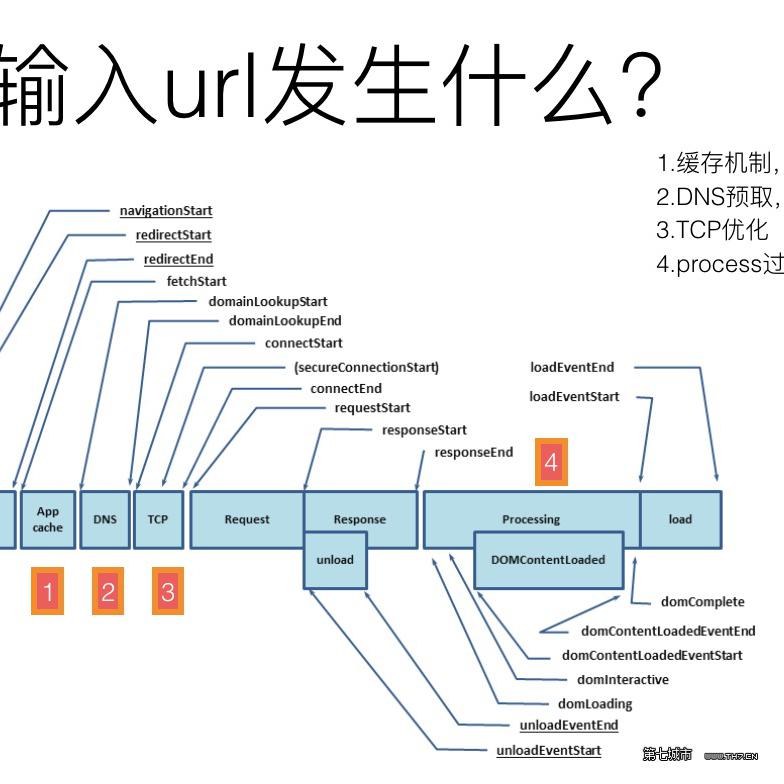 输入url发生什么?
1.缓存机制,
2.DNS预取,
3.TCP优化
4.process过
navigationStart
redirectStart
redirectEnd
fetchStart
domainLookupStart
domainLookupEnd
connectStart
(secureConnectionStart)
connectEnd
requestStart
responseStart
responseEnd
loadEventEnd
loadEventStart
4
App
cache
DNS
TCP
Request
Response
Processing
load
unload
DOMContentLoaded
1
2
3
domComplete
domContentLoadedEventEnd
domContentLoadedEventStart
domInteractive
domLoading
unloadEventEnd
unloadEventStart
第七城市 www.TH7.CN